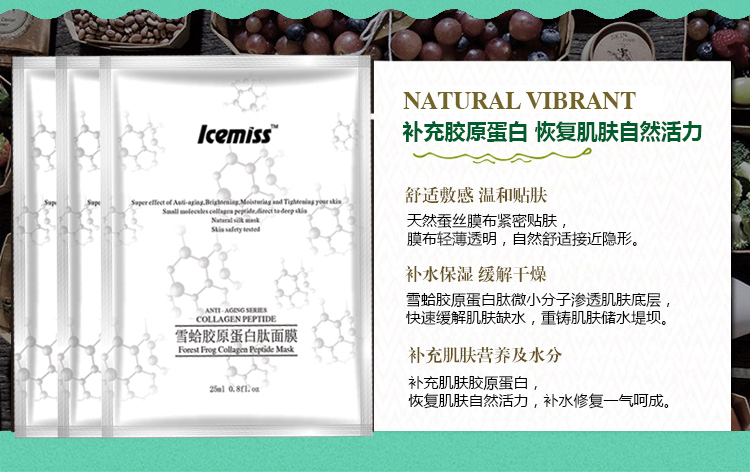 Icemiss™
Super effect of Anti-aging,Brightening,Moisturing and Tightening your skin
Small molecules collagen peptide,direct to deep skin
Natural silk mask
Skin safety tested
ANTI - AGING SERIES
COLLAGEN PEPTIDE
雪蛤胶原蛋白肽面膜
Forest Frog Collagen Peptide Mask
25ml 0.8fl. oz
NATURAL VIBRANT
补充胶原蛋白 恢复肌肤自然活力
舒适敷感 温和贴肤
天然蚕丝膜布紧密贴肤，
膜布轻薄透明，自然舒适接近隐形。
补水保湿 缓解干燥
雪蛤胶原蛋白肽微小分子渗透肌肤底层，
快速缓解肌肤缺水，重铸肌肤储水堤坝。
补充肌肤营养及水分
补充肌肤胶原蛋白，
恢复肌肤自然活力，补水修复一气呵成。